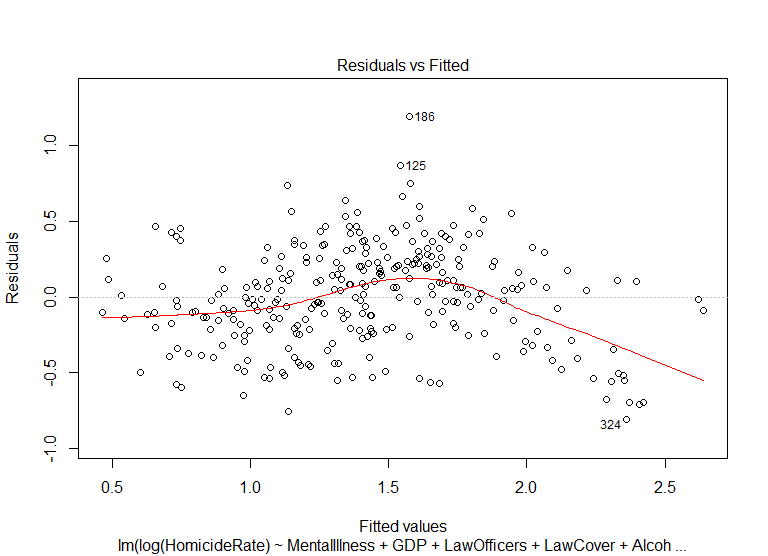 Residuals vs Fitted
Residuals
1.0
0.5
0.0
-0.5
-1.0
186
125
324
0.5 1.0 1.5 2.0 2.5
Fitted values
lm(log(HomicideRate) ~ MentalIllness + GDP + LawOfficers + LawCover + Alcoh ...